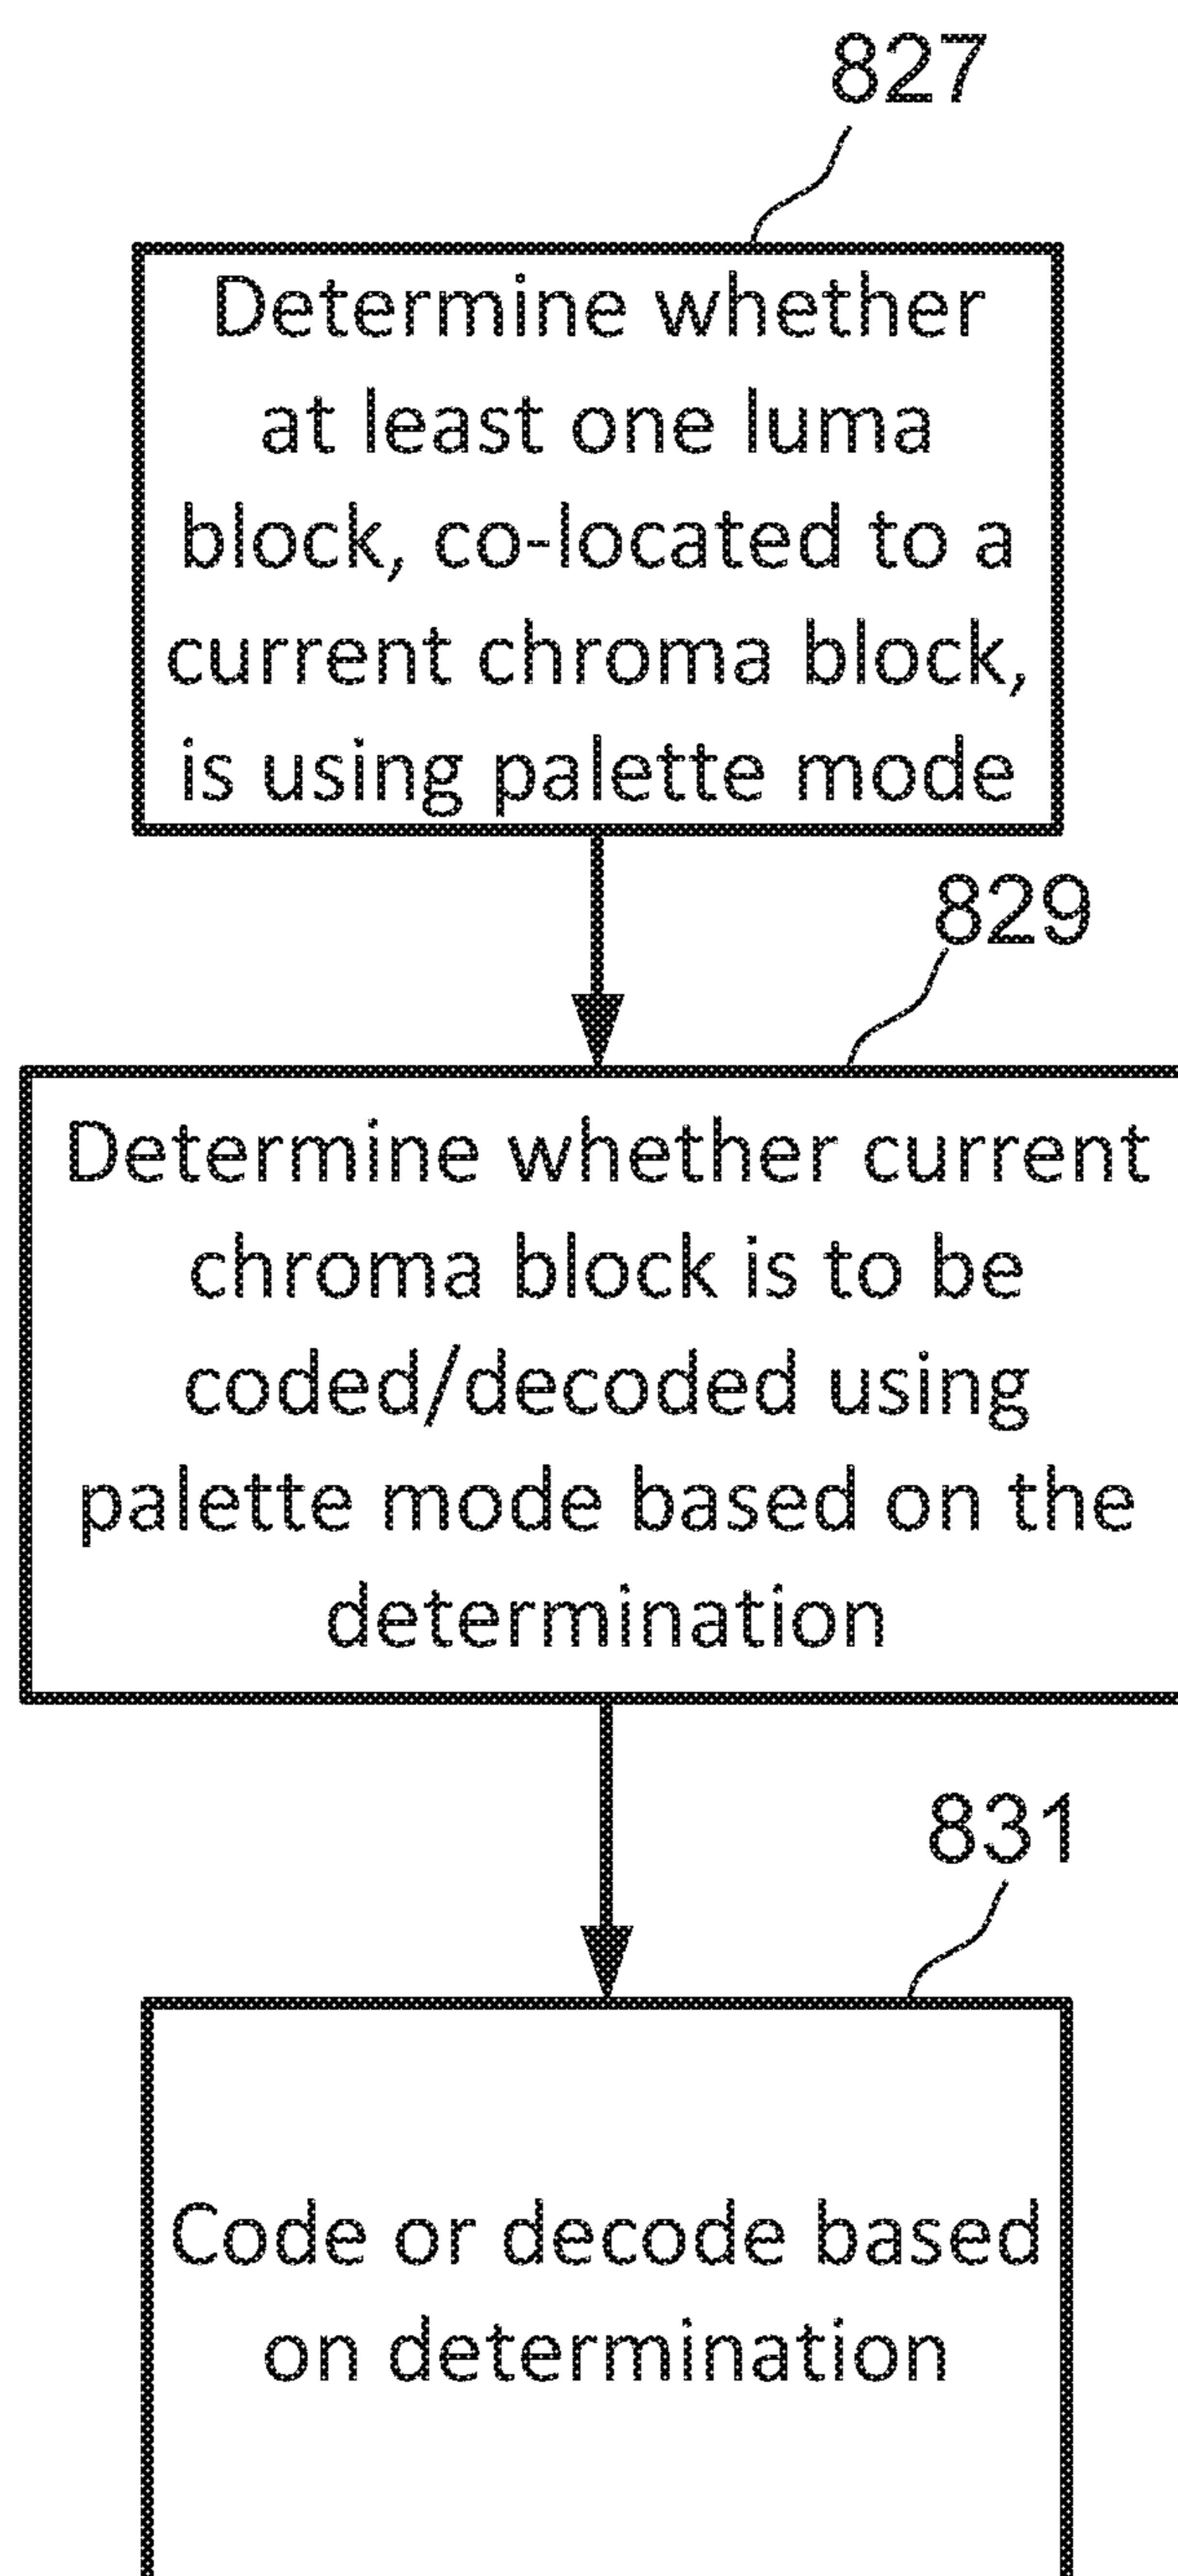 827
Determine whether
at least one luma
block, co-located to a
current chroma block,
is using palette mode
829
Determine whether current
chroma block is to be
coded/decoded using
palette mode based on the
determination
831
Code or decode based
on determination